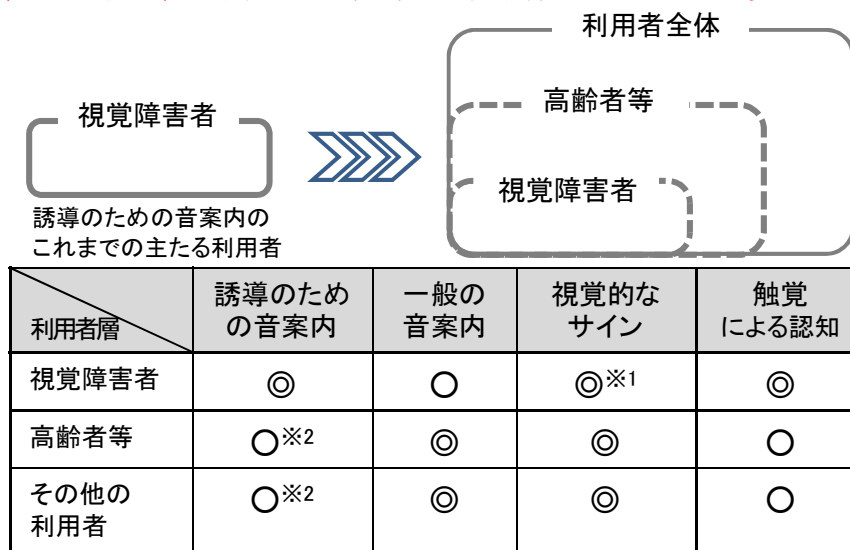 利用者全体
高齢者等
視覚障害者
視覚障害者
誘導のための音案内の
これまでの主たる利用者
利用者層
誘導のため
の音案内
一般の
音案内
視覚的な
サイン
触覚
による認知
視覚障害者 ◎ ○ ◎※1 ◎
高齢者等 ○※2 ◎ ◎ ○
その他の
利用者 ○※2 ◎ ◎ ○